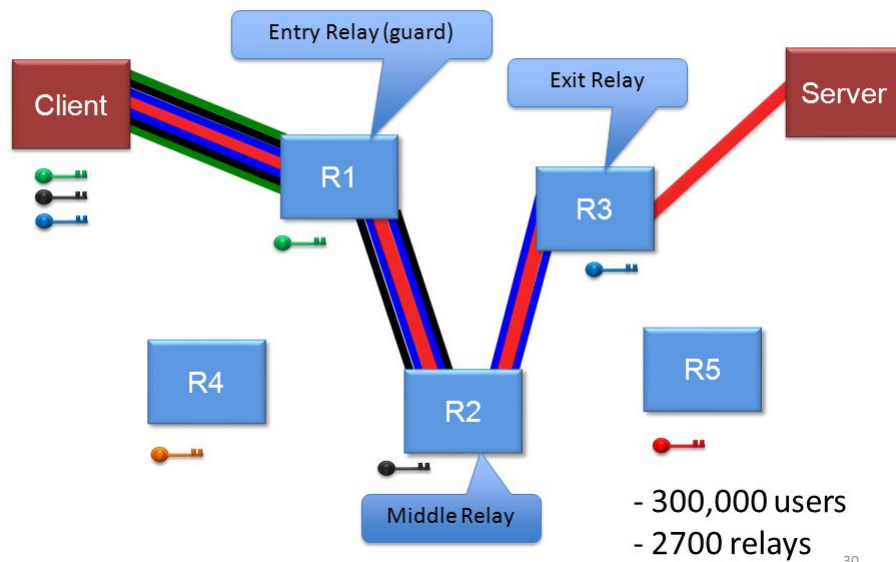 Entry Relay (guard)
Client
Exit Relay
Server
R1
R3
R4
R2
R5
Middle Relay
- 300,000 users
- 2700 relays
30